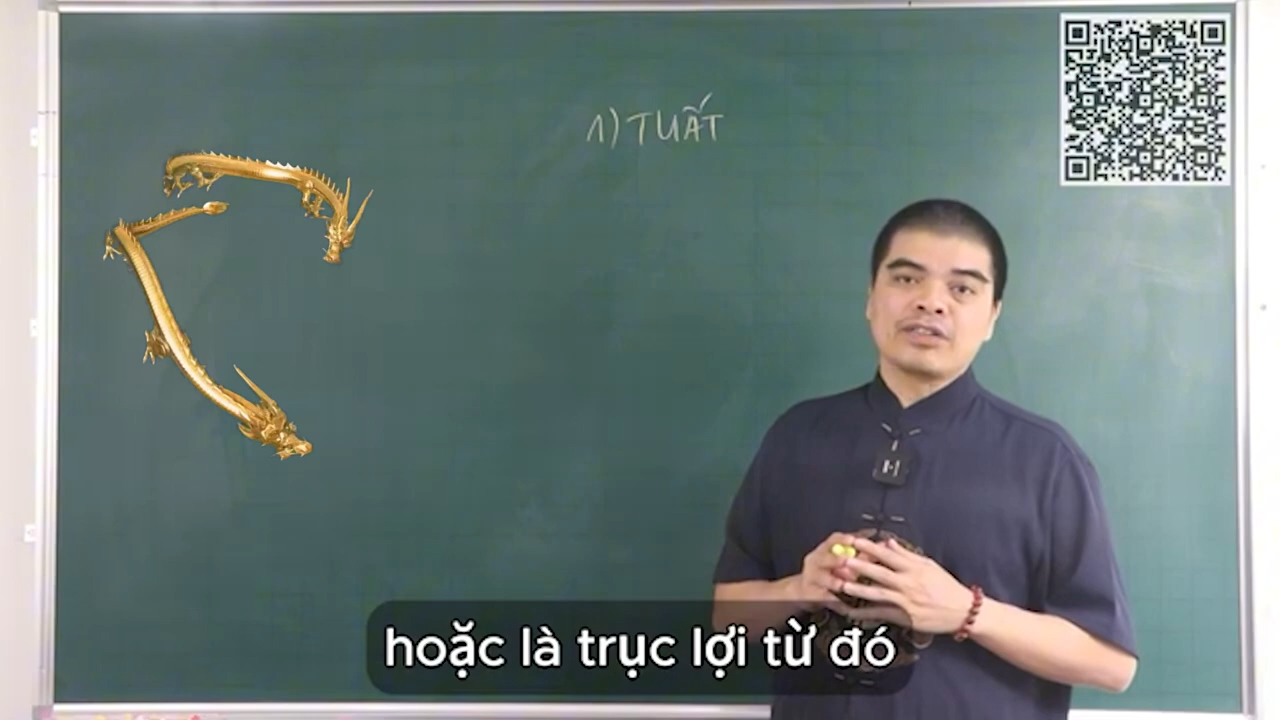 1) TUẤT
hoặc là trục lợi từ đó